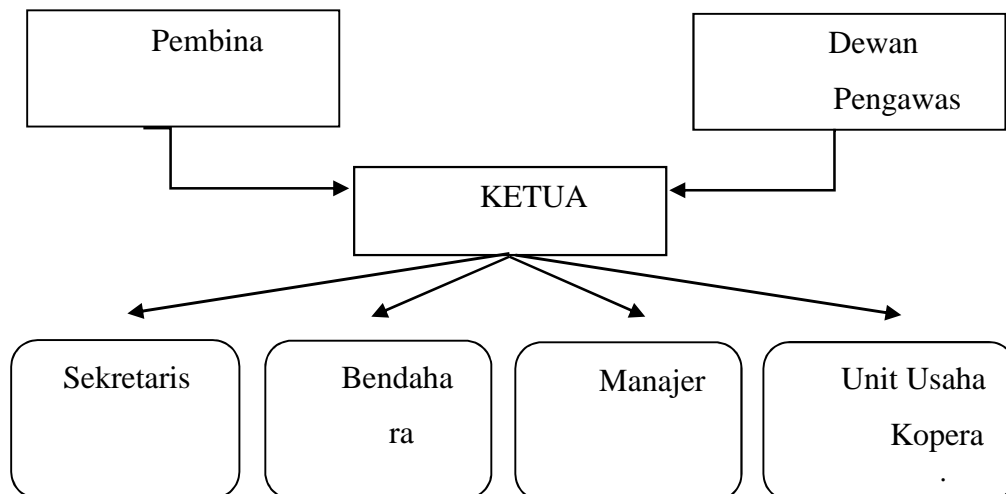 Pembina
Dewan
Pengawas
KETUA
Sekretaris
Bendaha
ra
Manajer
Unit Usaha
Kopera